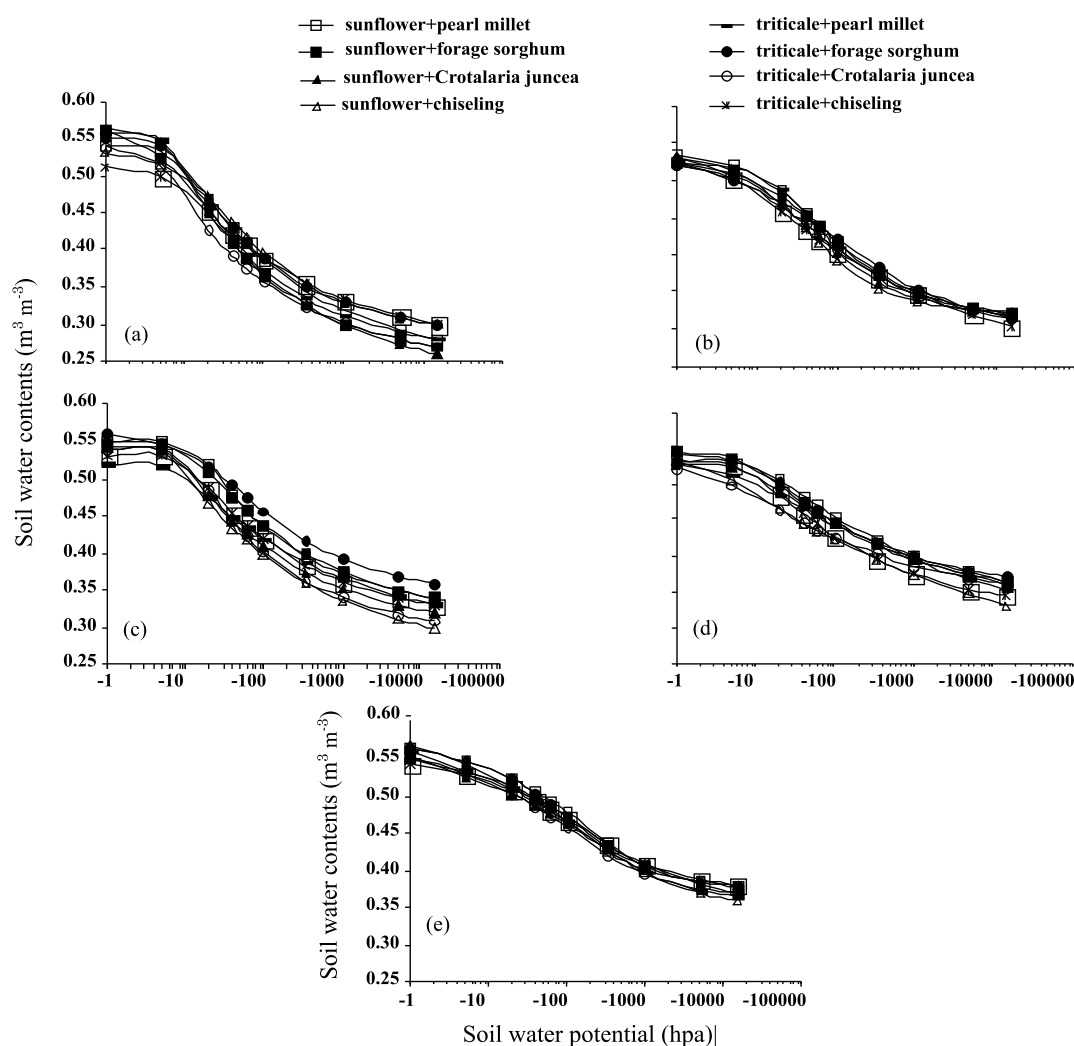 sunflower+pearl millet
sunflower+forage sorghum
sunflower+Crotalaria juncea
sunflower+chiseling
triticale+pearl millet
triticale+forage sorghum
triticale+Crotalaria juncea
triticale+chiseling
0.60
0.55
0.50
0.45
0.40
0.35
0.30
0.25
(a)
(b)
Soil water contents (m³ m⁻³)
0.60
0.55
0.50
0.45
0.40
0.35
0.30
0.25
(c)
-1 -10 -100 -1000 -10000 -100000
(d)
-1 -10 -100 -1000 -10000 -100000
Soil water contents (m³ m⁻³)
0.60
0.55
0.50
0.45
0.40
0.35
0.30
0.25
(e)
-1 -10 -100 -1000 -10000 -100000
Soil water potential (hpa)|